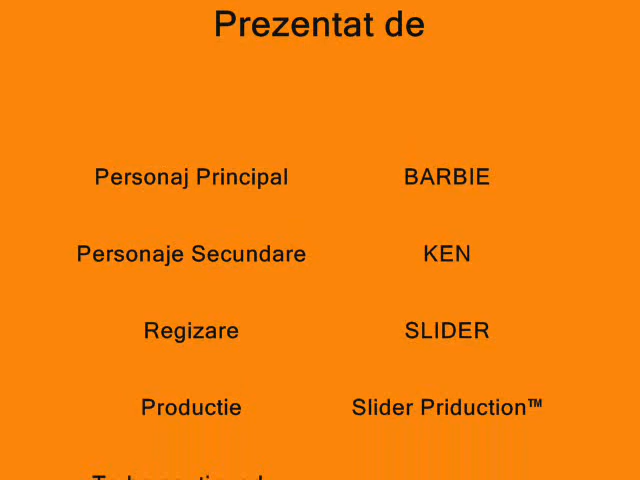 Prezentat de
Personaj Principal BARBIE
Personaje Secundare KEN
Regizare SLIDER
Productie Slider Priduction™